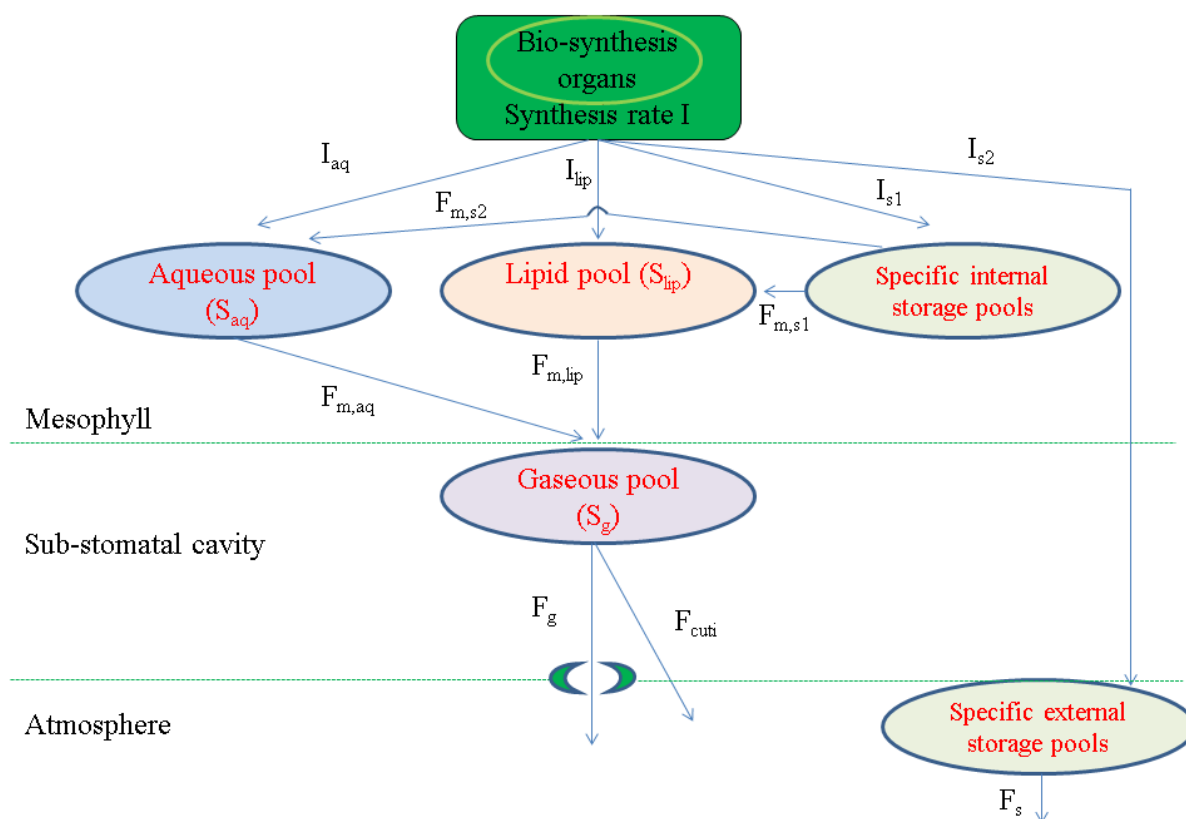 Bio-synthesis
organs
Synthesis rate I
I_aq
I_lip
I_s1
I_s2
F_m,s2
Aqueous pool
(S_aq)
Lipid pool (S_lip)
Specific internal
storage pools
F_m,s1
F_m,aq
F_m,lip
Mesophyll
Gaseous pool
(S_g)
Sub-stomatal cavity
F_g
F_cuti
Atmosphere
Specific external
storage pools
F_s